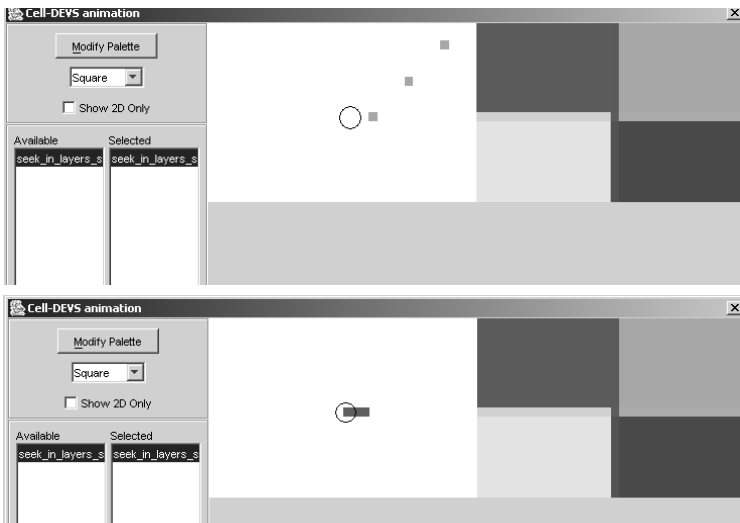 Cell-DEVS animation
Modify Palette
Square
Show 2D Only
Available Selected
seek_in_layers_s seek_in_layers_s
Cell-DEVS animation
Modify Palette
Square
Show 2D Only
Available Selected
seek_in_layers_s seek_in_layers_s